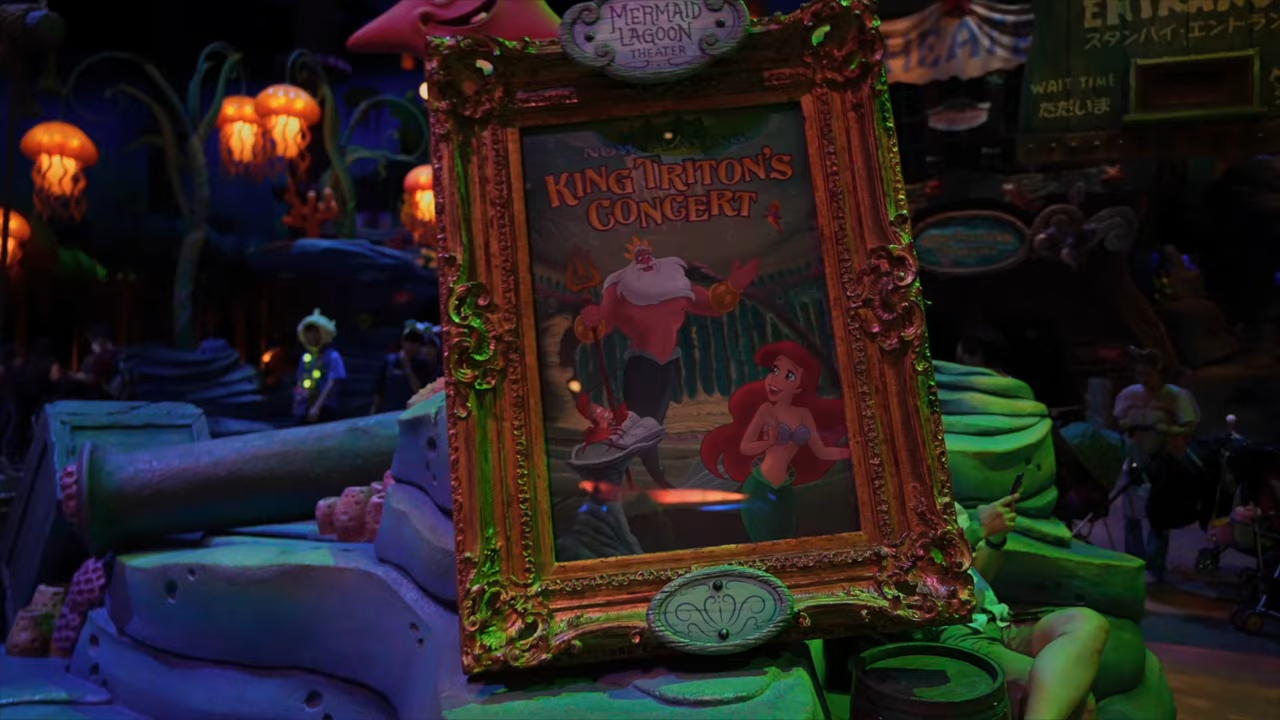 MERMAID
LAGOON
THEATER
KING TRITON'S
CONCERT
ENTRANC
スタンバイ・エントラン
WAIT TIME
ただいま